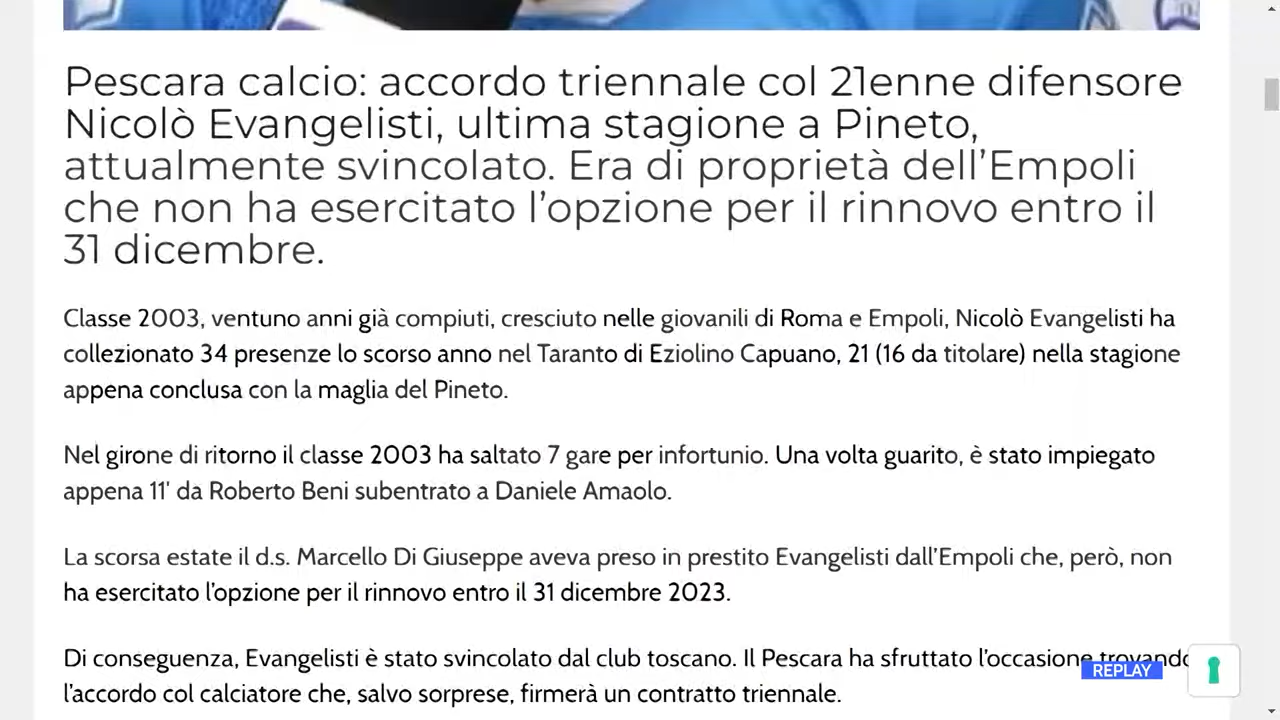 Pescara calcio: accordo triennale col 21enne difensore
Nicolò Evangelisti, ultima stagione a Pineto,
attualmente svincolato. Era di proprietà dell’Empoli
che non ha esercitato l’opzione per il rinnovo entro il
31 dicembre.
Classe 2003, ventuno anni già compiuti, cresciuto nelle giovanili di Roma e Empoli, Nicolò Evangelisti ha
collezionato 34 presenze lo scorso anno nel Taranto di Eziolino Capuano, 21 (16 da titolare) nella stagione
appena conclusa con la maglia del Pineto.
Nel girone di ritorno il classe 2003 ha saltato 7 gare per infortunio. Una volta guarito, è stato impiegato
appena 11' da Roberto Beni subentrato a Daniele Amaolo.
La scorsa estate il d.s. Marcello Di Giuseppe aveva preso in prestito Evangelisti dall’Empoli che, però, non
ha esercitato l’opzione per il rinnovo entro il 31 dicembre 2023.
Di conseguenza, Evangelisti è stato svincolato dal club toscano. Il Pescara ha sfruttato l’occasione trovando
l’accordo col calciatore che, salvo sorprese, firmerà un contratto triennale.
REPLAY